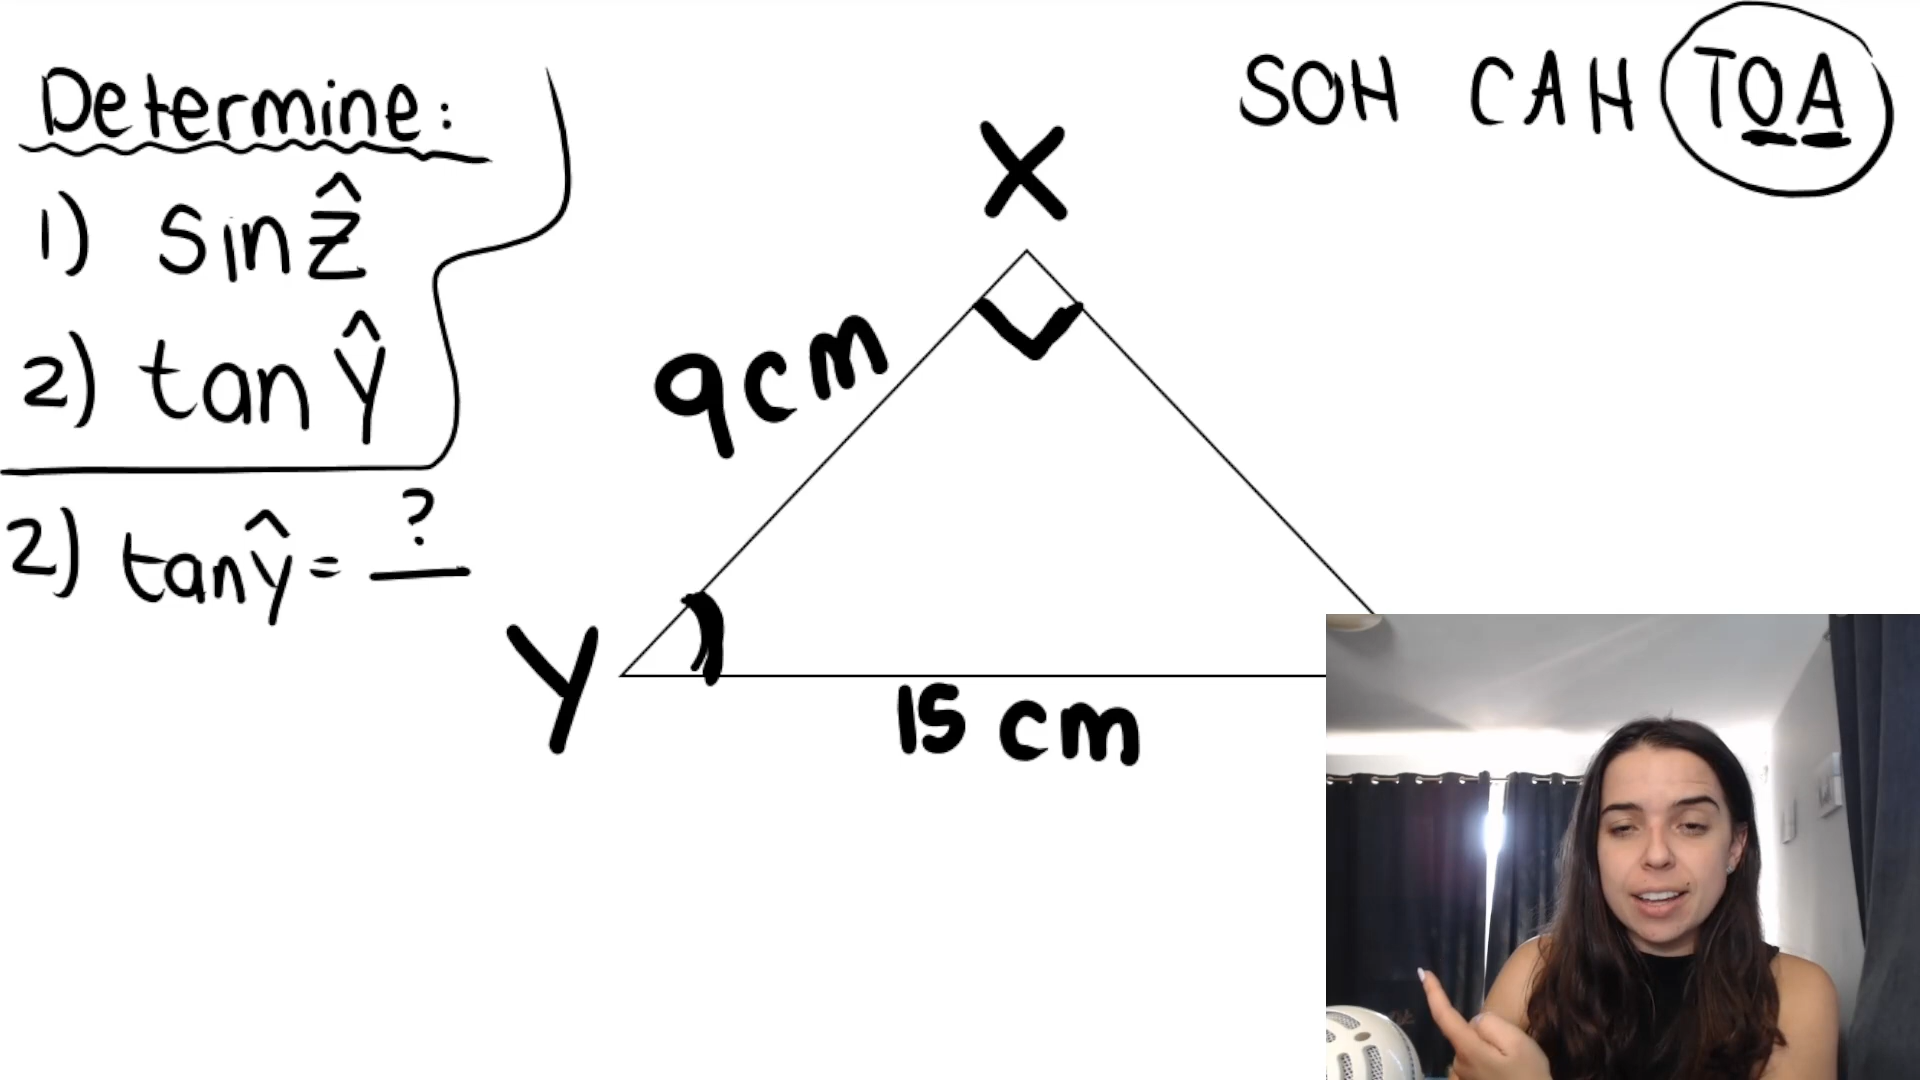 Determine:
1) sin Ẑ
2) tan Ŷ
2) tan ŷ = ?
SOH CAH TOA
X
9cm
Y
15 cm